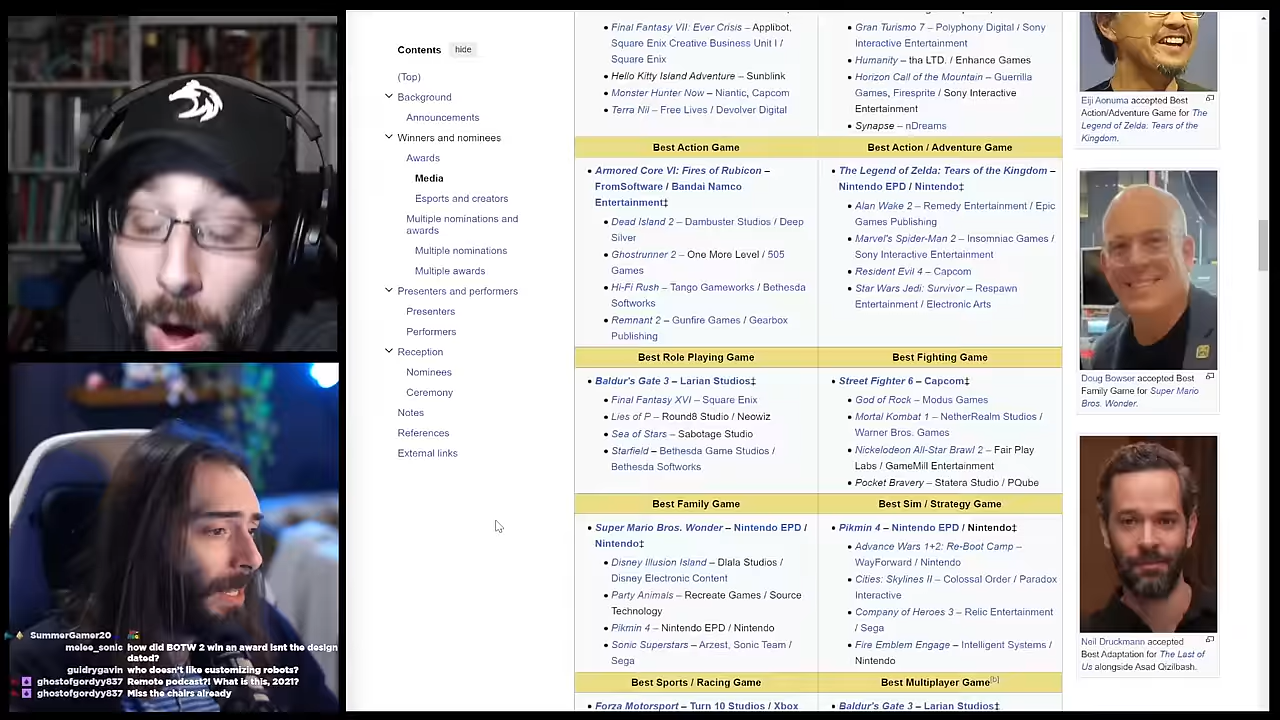 SummerGamer20
melee_sonic how did BOTW 2 win an award isnt the design
dated?
guldrygavin who doesn't like customizing robots?
ghostofgordyy837 Remote podcast?! What is this, 2021?
ghostofgordyy837 Miss the chairs already
Contents hide
(Top)
Background
Announcements
Winners and nominees
Awards
Media
Esports and creators
Multiple nominations and
awards
Multiple nominations
Multiple awards
Presenters and performers
Presenters
Performers
Reception
Nominees
Ceremony
Notes
References
External links
Final Fantasy VII: Ever Crisis – Applibot,
Square Enix Creative Business Unit I /
Square Enix
Hello Kitty Island Adventure – Sunblink
Monster Hunter Now – Niantic, Capcom
Terra Nil – Free Lives / Devolver Digital
Gran Turismo 7 – Polyphony Digital / Sony
Interactive Entertainment
Humanity – tha LTD. / Enhance Games
Horizon Call of the Mountain – Guerrilla
Games, Firesprite / Sony Interactive
Entertainment
Synapse – nDreams
Best Action Game
Armored Core VI: Fires of Rubicon –
FromSoftware / Bandai Namco
Entertainment‡
Dead Island 2 – Dambuster Studios / Deep
Silver
Ghostrunner 2 – One More Level / 505
Games
Hi-Fi Rush – Tango Gameworks / Bethesda
Softworks
Remnant 2 – Gunfire Games / Gearbox
Publishing
Best Action / Adventure Game
The Legend of Zelda: Tears of the Kingdom –
Nintendo EPD / Nintendo‡
Alan Wake 2 – Remedy Entertainment / Epic
Games Publishing
Marvel's Spider-Man 2 – Insomniac Games /
Sony Interactive Entertainment
Resident Evil 4 – Capcom
Star Wars Jedi: Survivor – Respawn
Entertainment / Electronic Arts
Best Role Playing Game
Baldur's Gate 3 – Larian Studios‡
Final Fantasy XVI – Square Enix
Lies of P – Round8 Studio / Neowiz
Sea of Stars – Sabotage Studio
Starfield – Bethesda Game Studios /
Bethesda Softworks
Best Fighting Game
Street Fighter 6 – Capcom‡
God of Rock – Modus Games
Mortal Kombat 1 – NetherRealm Studios /
Warner Bros. Games
Nickelodeon All-Star Brawl 2 – Fair Play
Labs / GameMill Entertainment
Pocket Bravery – Statera Studio / PQube
Best Family Game
Super Mario Bros. Wonder – Nintendo EPD /
Nintendo‡
Disney Illusion Island – Dlala Studios /
Disney Electronic Content
Party Animals – Recreate Games / Source
Technology
Pikmin 4 – Nintendo EPD / Nintendo
Sonic Superstars – Arzest, Sonic Team /
Sega
Best Sim / Strategy Game
Pikmin 4 – Nintendo EPD / Nintendo‡
Advance Wars 1+2: Re-Boot Camp –
WayForward / Nintendo
Cities: Skylines II – Colossal Order / Paradox
Interactive
Company of Heroes 3 – Relic Entertainment
/ Sega
Fire Emblem Engage – Intelligent Systems /
Nintendo
Best Sports / Racing Game
Forza Motorsport – Turn 10 Studios / Xbox
Best Multiplayer Game[b]
Baldur's Gate 3 – Larian Studios‡
Eiji Aonuma accepted Best
Action/Adventure Game for The
Legend of Zelda: Tears of the
Kingdom.
Doug Bowser accepted Best
Family Game for Super Mario
Bros. Wonder.
Neil Druckmann accepted
Best Adaptation for The Last of
Us alongside Asad Qizilbash.